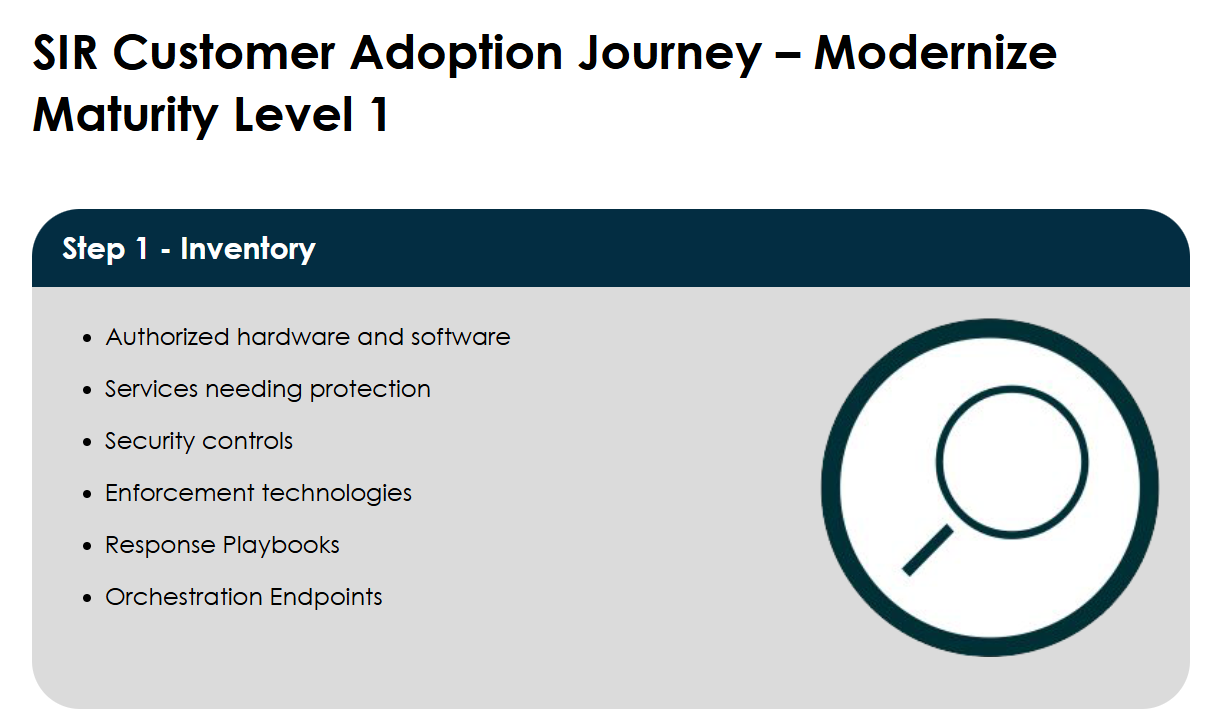 SIR Customer Adoption Journey – Modernize
Maturity Level 1
Step 1 - Inventory
• Authorized hardware and software
• Services needing protection
• Security controls
• Enforcement technologies
• Response Playbooks
• Orchestration Endpoints